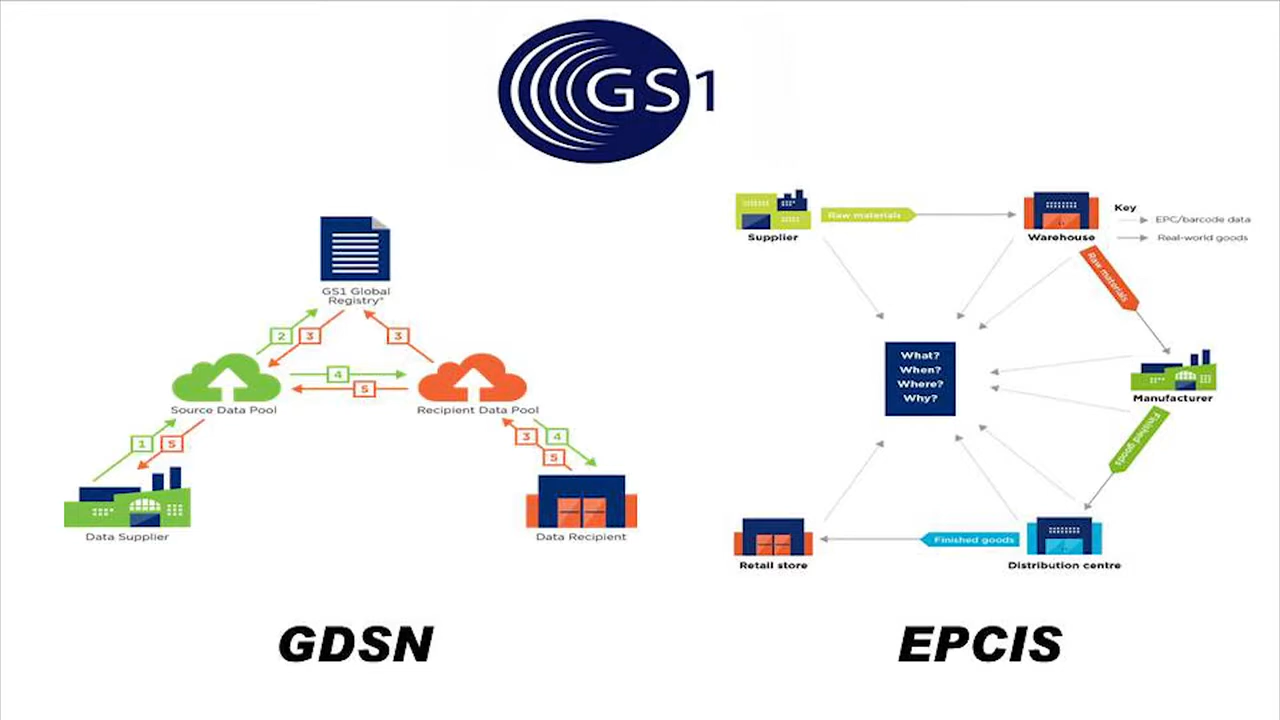 GS1
GS1 Global
Registry®
2
3
3
4
5
Source Data Pool
Recipient Data Pool
1
5
3
4
5
Data Supplier
Data Recipient
GDSN
Supplier
Raw materials
Warehouse
Key
EPC/barcode data
Real-world goods
Raw materials
What?
When?
Where?
Why?
Manufacturer
Finished goods
Retail store
Finished goods
Distribution centre
EPCIS